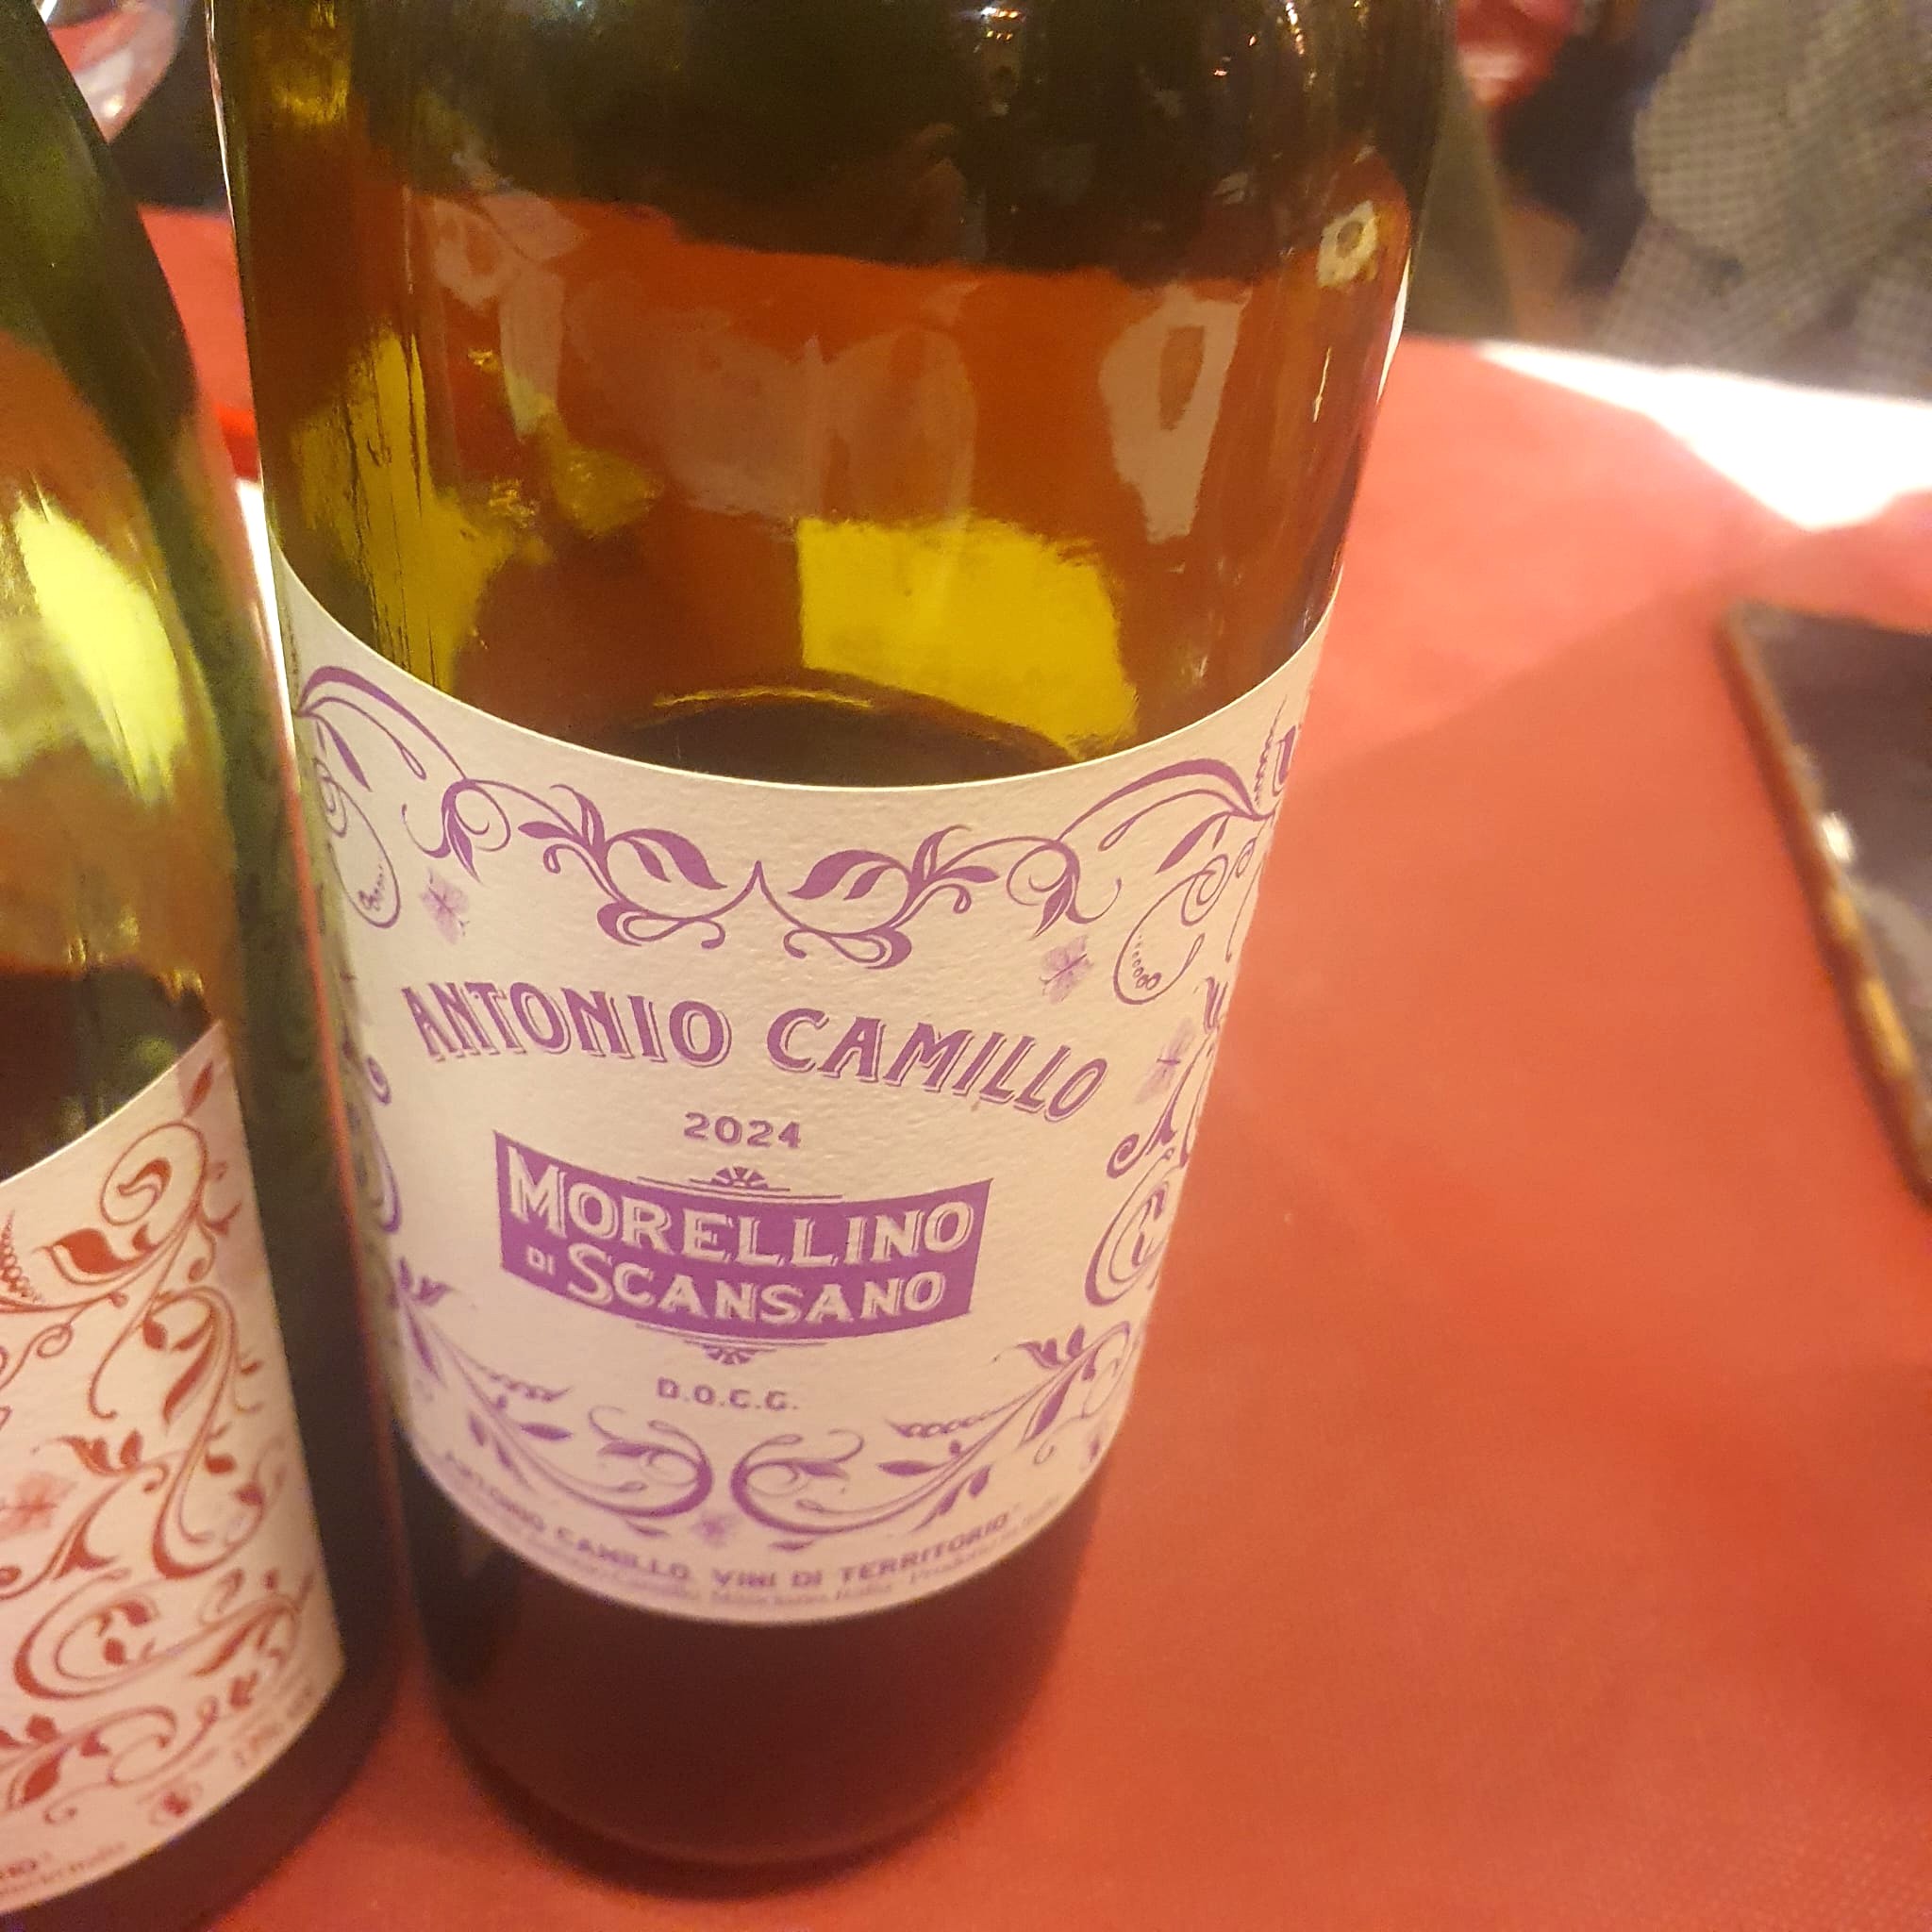 ANTONIO CAMILLO
2024
MORELLINO
DI SCANSANO
D.O.C.G.
ANTONIO CAMILLO, VINI DI TERRITORIO